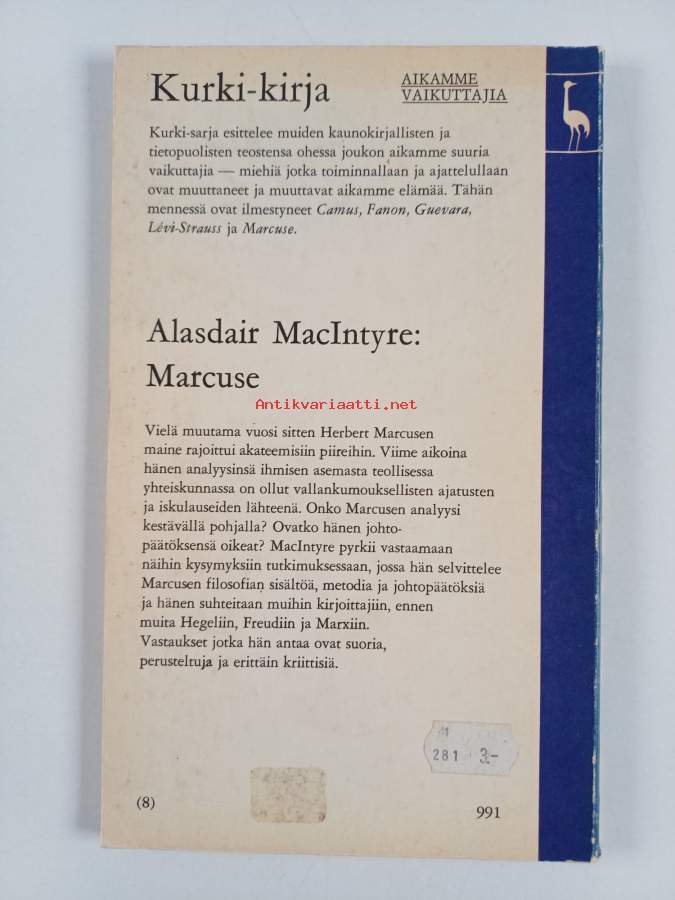 Kurki-kirja
AIKAMME
VAIKUTTAJIA
Kurki-sarja esittelee muiden kaunokirjallisten ja
tietopuolisten teostensa ohessa joukon aikamme suuria
vaikuttajia — miehiä jotka toiminnallaan ja ajattelullaan
ovat muuttaneet ja muuttavat aikamme elämää. Tähän
mennessä ovat ilmestyneet Camus, Fanon, Guevara,
Lévi-Strauss ja Marcuse.
Alasdair MacIntyre:
Marcuse
Antikvariaatti.net
Vielä muutama vuosi sitten Herbert Marcusen
maine rajoittui akateemisiin piireihin. Viime aikoina
hänen analyysinsä ihmisen asemasta teollisessa
yhteiskunnassa on ollut vallankumouksellisten ajatusten
ja iskulauseiden lähteenä. Onko Marcusen analyysi
kestävällä pohjalla? Ovatko hänen johto-
päätöksensä oikeat? MacIntyre pyrkii vastaamaan
näihin kysymyksiin tutkimuksessaan, jossa hän selvittelee
Marcusen filosofian sisältöä, metodia ja johtopäätöksiä
ja hänen suhteitaan muihin kirjoittajiin, ennen
muita Hegeliin, Freudiin ja Marxiin.
Vastaukset jotka hän antaa ovat suoria,
perusteltuja ja erittäin kriittisiä.
281 3:-
(8)
991